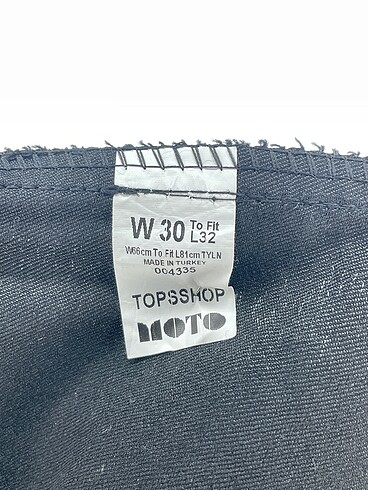 W 30 To Fit L32
W66cm To Fit L81cm TYLN
MADE IN TURKEY
004335
TOPSSHOP
MOTO